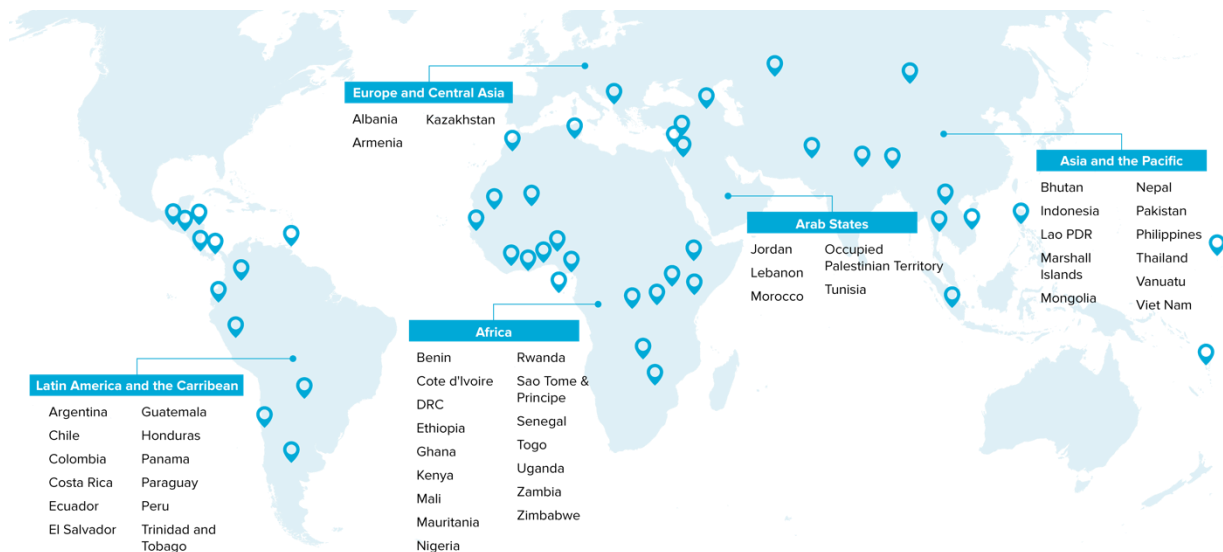 Europe and Central Asia
Albania
Armenia
Kazakhstan
Asia and the Pacific
Bhutan
Indonesia
Lao PDR
Marshall
Islands
Mongolia
Nepal
Pakistan
Philippines
Thailand
Vanuatu
Viet Nam
Arab States
Jordan
Lebanon
Morocco
Occupied
Palestinian Territory
Tunisia
Africa
Benin
Cote d'Ivoire
DRC
Ethiopia
Ghana
Kenya
Mali
Mauritania
Nigeria
Rwanda
Sao Tome &
Principe
Senegal
Togo
Uganda
Zambia
Zimbabwe
Latin America and the Carribean
Argentina
Chile
Colombia
Costa Rica
Ecuador
El Salvador
Guatemala
Honduras
Panama
Paraguay
Peru
Trinidad and
Tobago